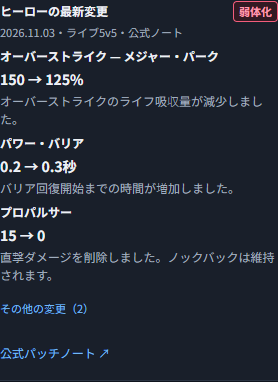 ヒーローの最新変更
弱体化
2026.11.03・ライブ5v5・公式ノート
オーバーストライク — メジャー・パーク
150 → 125%
オーバーストライクのライフ吸収量が減少しまし
た。
パワー・バリア
0.2 → 0.3秒
バリア回復開始までの時間が増加しました。
プロパルサー
15 → 0
直撃ダメージを削除しました。ノックバックは維持
されます。
その他の変更（2）
公式パッチノート ↗